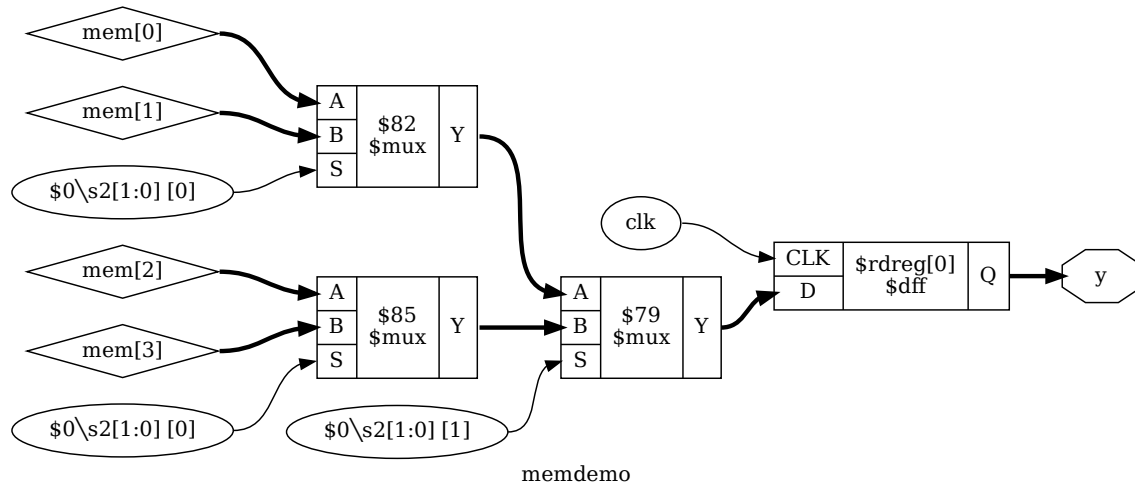 mem[0]
mem[1]
$0\s2[1:0] [0]
A
B
S
$82
$mux
Y
mem[2]
mem[3]
$0\s2[1:0] [0]
A
B
S
$85
$mux
Y
$0\s2[1:0] [1]
A
B
S
$79
$mux
Y
clk
CLK
D
$rdreg[0]
$dff
Q
y
memdemo